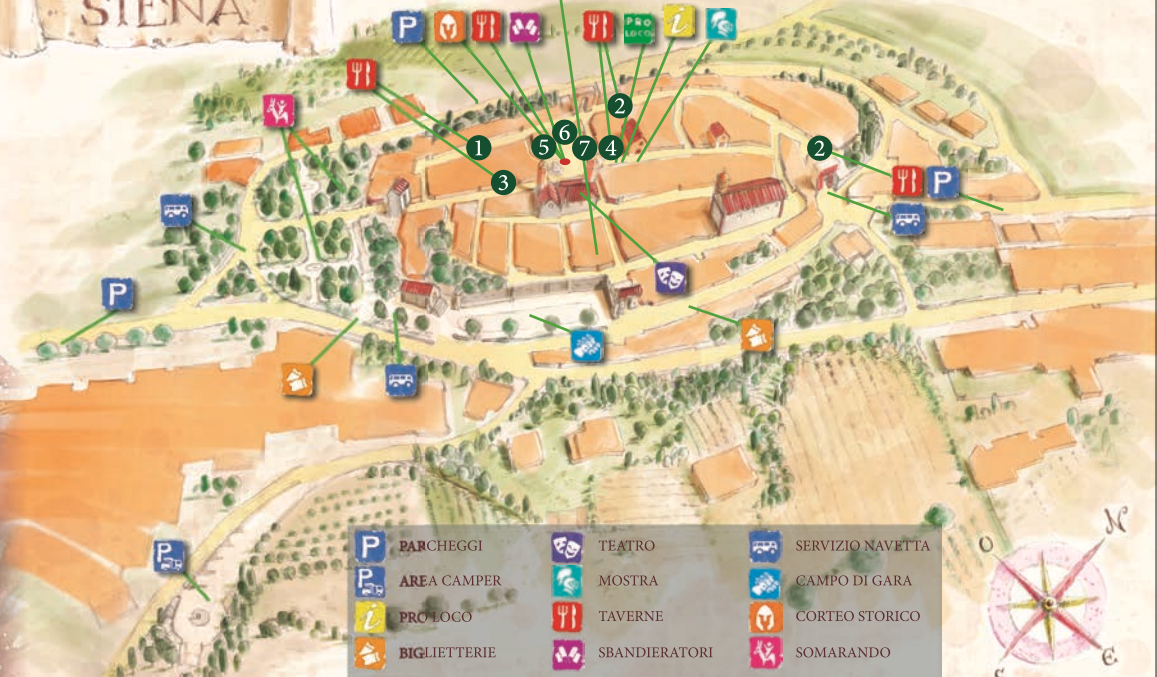 SIENA
P
PRO LOCO
i
2
1
5
6
7
4
2
3
P
P
P
N
O
E
S
P PARCHEGGI
TEATRO
SERVIZIO NAVETTA
P AREA CAMPER
MOSTRA
CAMPO DI GARA
i PRO LOCO
TAVERNE
CORTEO STORICO
BIGLIETTERIE
SBANDIERATORI
SOMARANDO